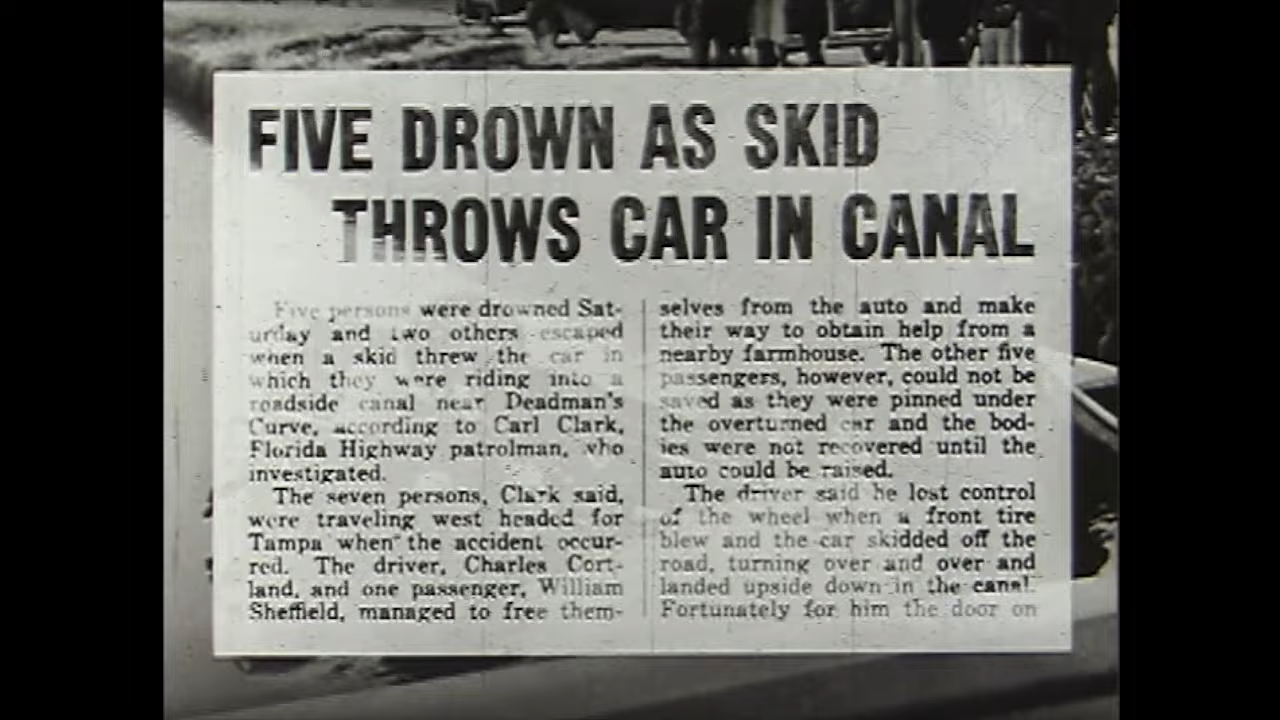 FIVE DROWN AS SKID
THROWS CAR IN CANAL
Five persons were drowned Sat-
urday and two others escaped
when a skid threw the car in
which they were riding into a
roadside canal near Deadman's
Curve, according to Carl Clark,
Florida Highway patrolman, who
investigated.
The seven persons, Clark said,
were traveling west headed for
Tampa when the accident occur-
red. The driver, Charles Cort-
land, and one passenger, William
Sheffield, managed to free them-
selves from the auto and make
their way to obtain help from a
nearby farmhouse. The other five
passengers, however, could not be
saved as they were pinned under
the overturned car and the bod-
ies were not recovered until the
auto could be raised.
The driver said he lost control
of the wheel when a front tire
blew and the car skidded off the
road, turning over and over and
landed upside down in the canal.
Fortunately for him the door on